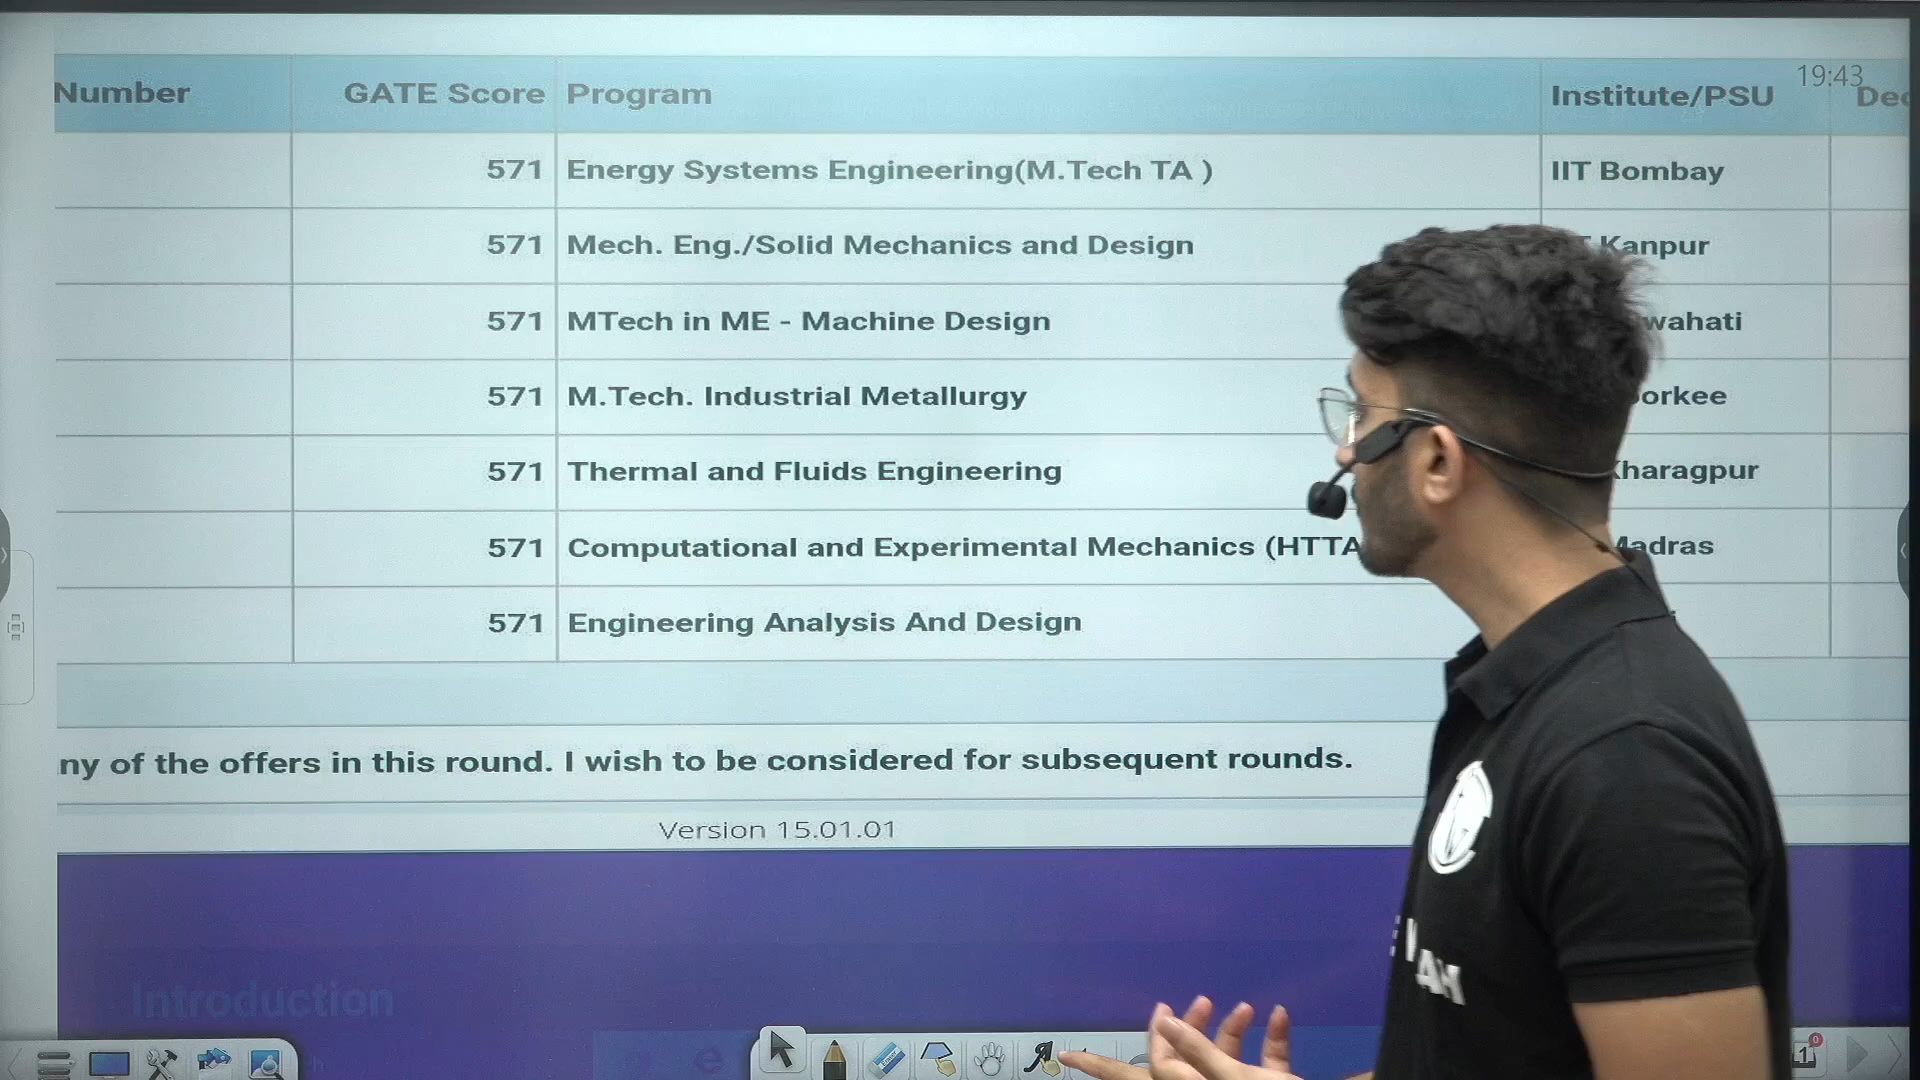 Number GATE Score Program Institute/PSU 19:43
571 Energy Systems Engineering(M.Tech TA ) IIT Bombay
571 Mech. Eng./Solid Mechanics and Design Kanpur
571 MTech in ME - Machine Design wahati
571 M.Tech. Industrial Metallurgy orkee
571 Thermal and Fluids Engineering Kharagpur
571 Computational and Experimental Mechanics (HTTA Madras
571 Engineering Analysis And Design
ny of the offers in this round. I wish to be considered for subsequent rounds.
Version 15.01.01
Introduction
1